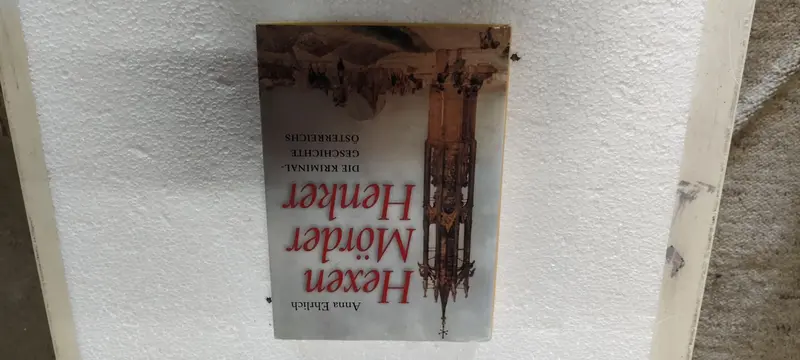 Anna Ehrlich
Hexen
Mörder
Henker
DIE KRIMINAL-
GESCHICHTE
ÖSTERREICHS